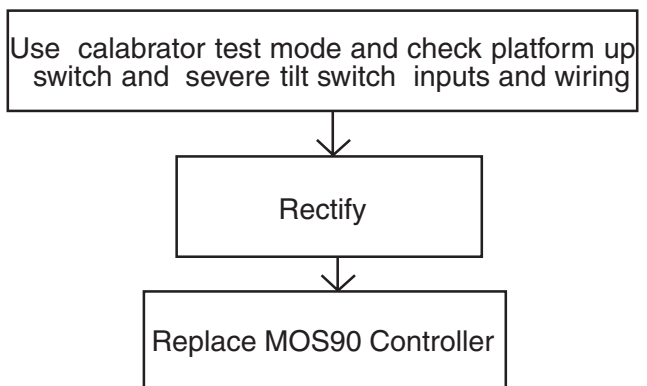 Use calabrator test mode and check platform up
switch and severe tilt switch inputs and wiring
Rectify
Replace MOS90 Controller